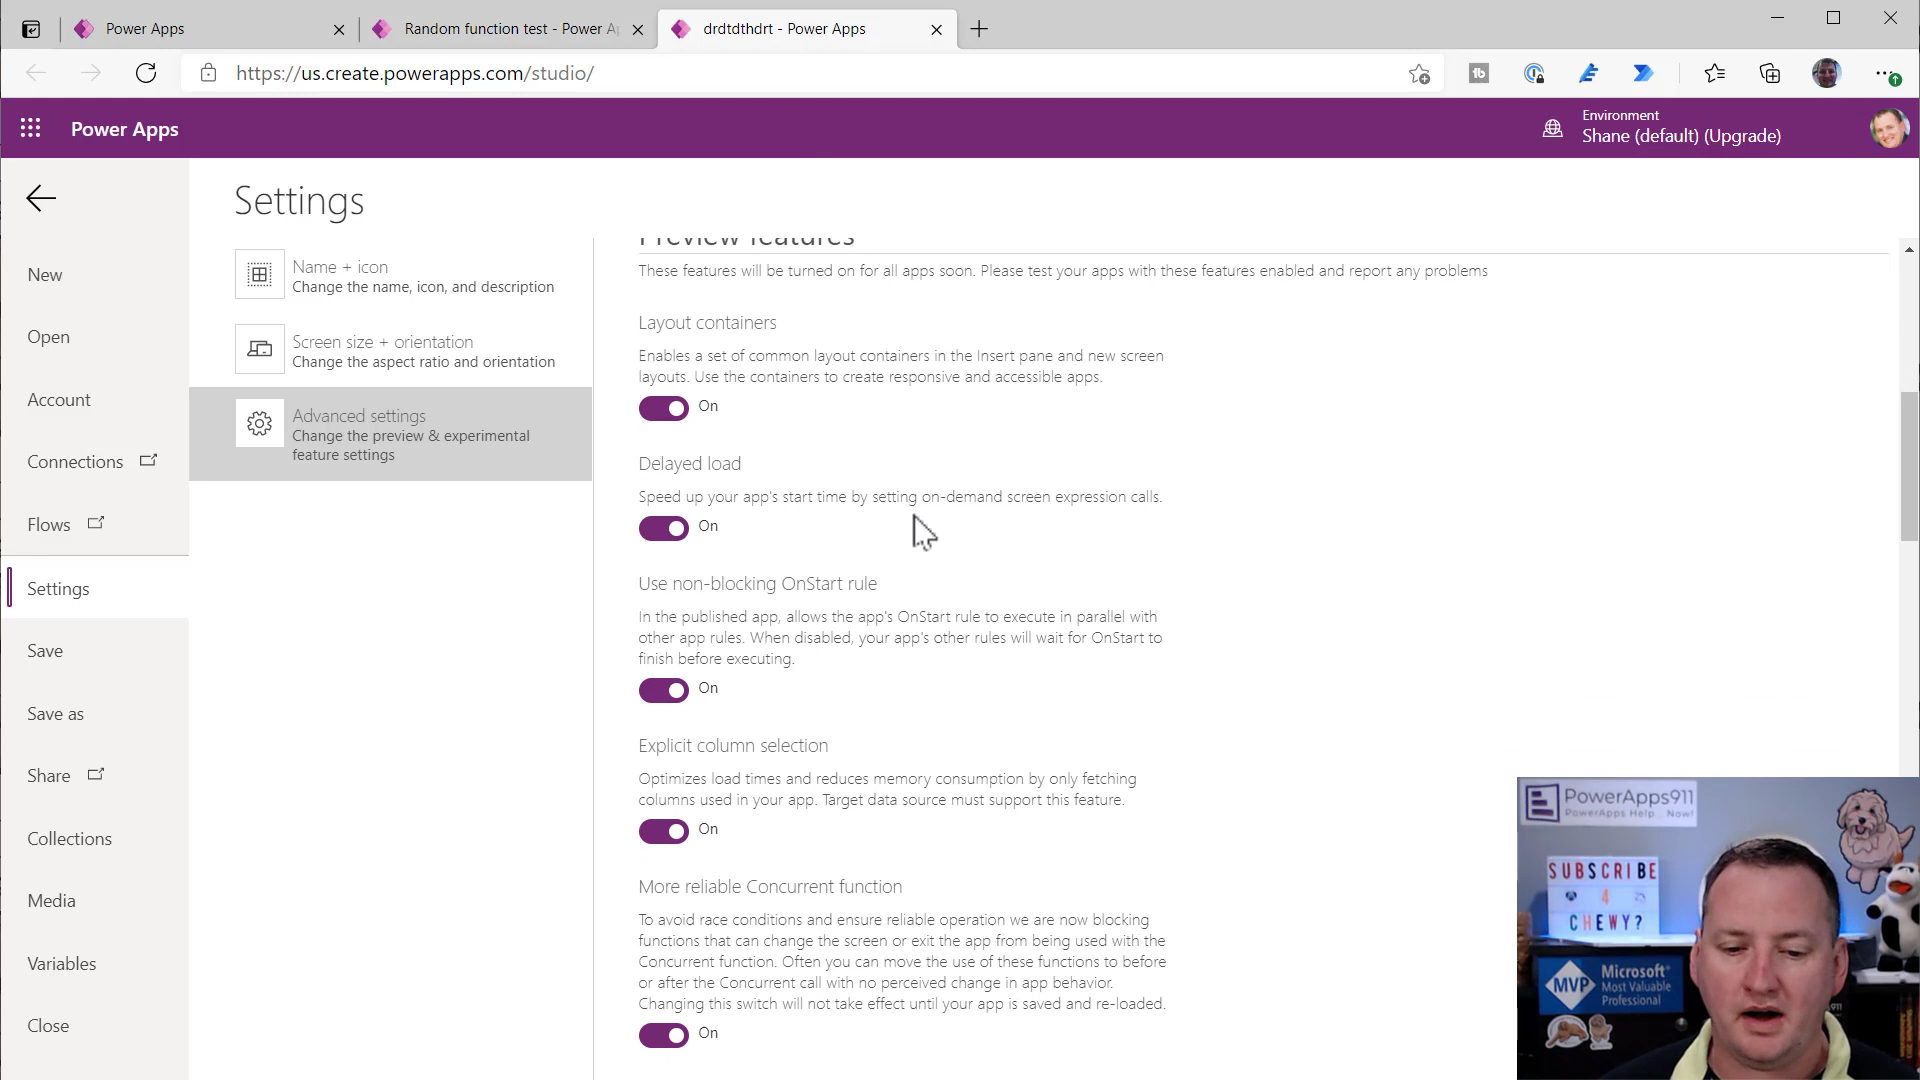 Power Apps
Random function test - Power Ap
drdtdthdrt - Power Apps
https://us.create.powerapps.com/studio/
Power Apps
Environment
Shane (default) (Upgrade)
Settings
New
Open
Account
Connections
Flows
Settings
Save
Save as
Share
Collections
Media
Variables
Close
Name + icon
Change the name, icon, and description
Screen size + orientation
Change the aspect ratio and orientation
Advanced settings
Change the preview & experimental
feature settings
Preview features
These features will be turned on for all apps soon. Please test your apps with these features enabled and report any problems
Layout containers
Enables a set of common layout containers in the Insert pane and new screen
layouts. Use the containers to create responsive and accessible apps.
On
Delayed load
Speed up your app's start time by setting on-demand screen expression calls.
On
Use non-blocking OnStart rule
In the published app, allows the app's OnStart rule to execute in parallel with
other app rules. When disabled, your app's other rules will wait for OnStart to
finish before executing.
On
Explicit column selection
Optimizes load times and reduces memory consumption by only fetching
columns used in your app. Target data source must support this feature.
On
More reliable Concurrent function
To avoid race conditions and ensure reliable operation we are now blocking
functions that can change the screen or exit the app from being used with the
Concurrent function. Often you can move the use of these functions to before
or after the Concurrent call with no perceived change in app behavior.
Changing this switch will not take effect until your app is saved and re-loaded.
On
PowerApps911
PowerApps Help... Now!
SUBSCRIBE
4
CHEWY?
MVP
Microsoft
Most Valuable
Professional